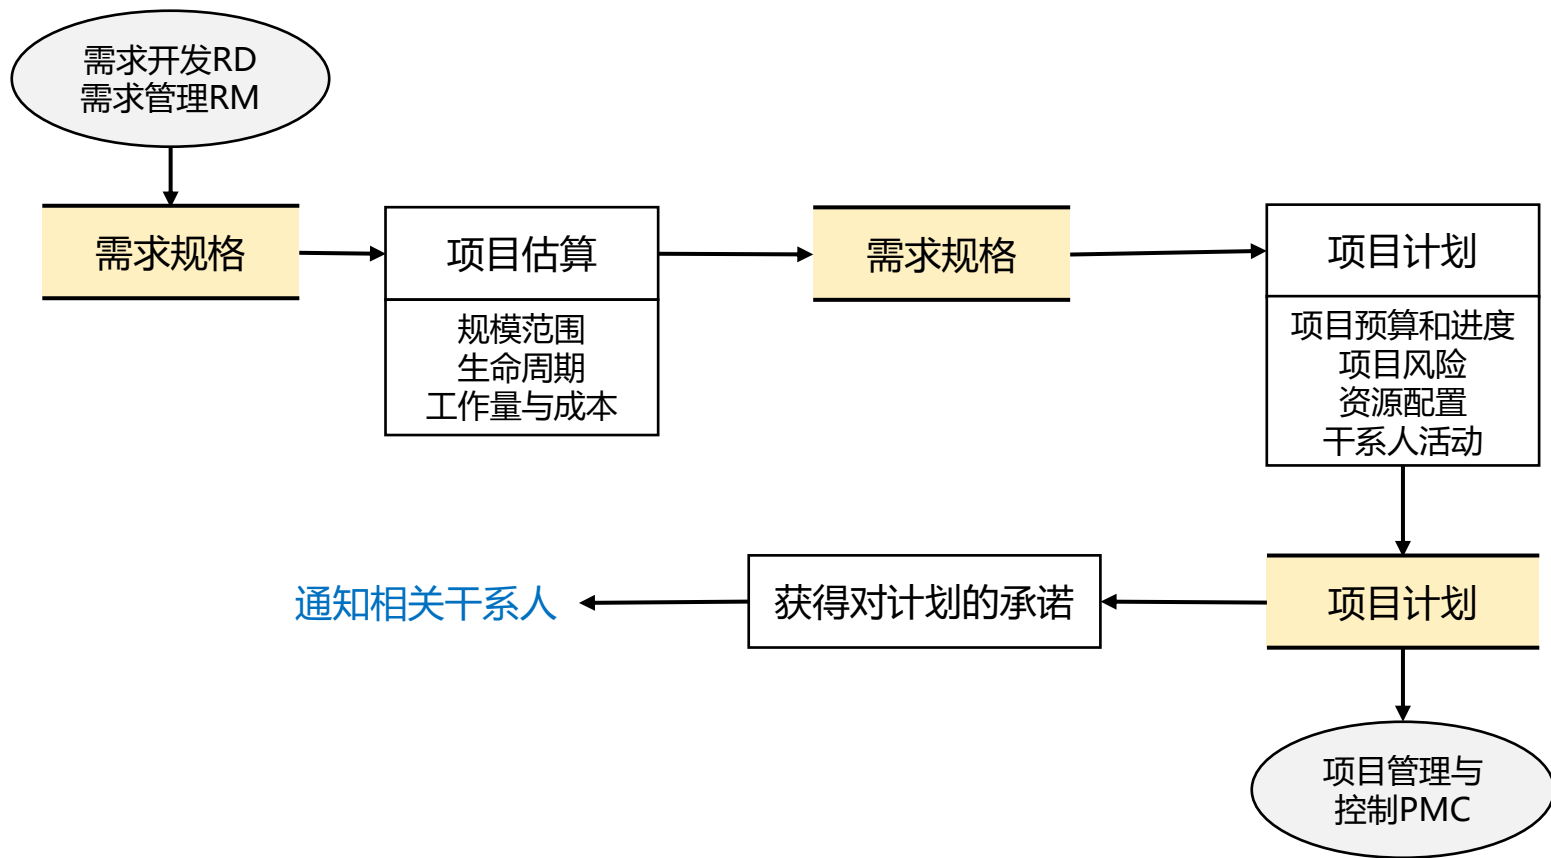 需求开发RD
需求管理RM
需求规格
项目估算
规模范围
生命周期
工作量与成本
需求规格
项目计划
项目预算和进度
项目风险
资源配置
干系人活动
通知相关干系人
获得对计划的承诺
项目计划
项目管理与
控制PMC